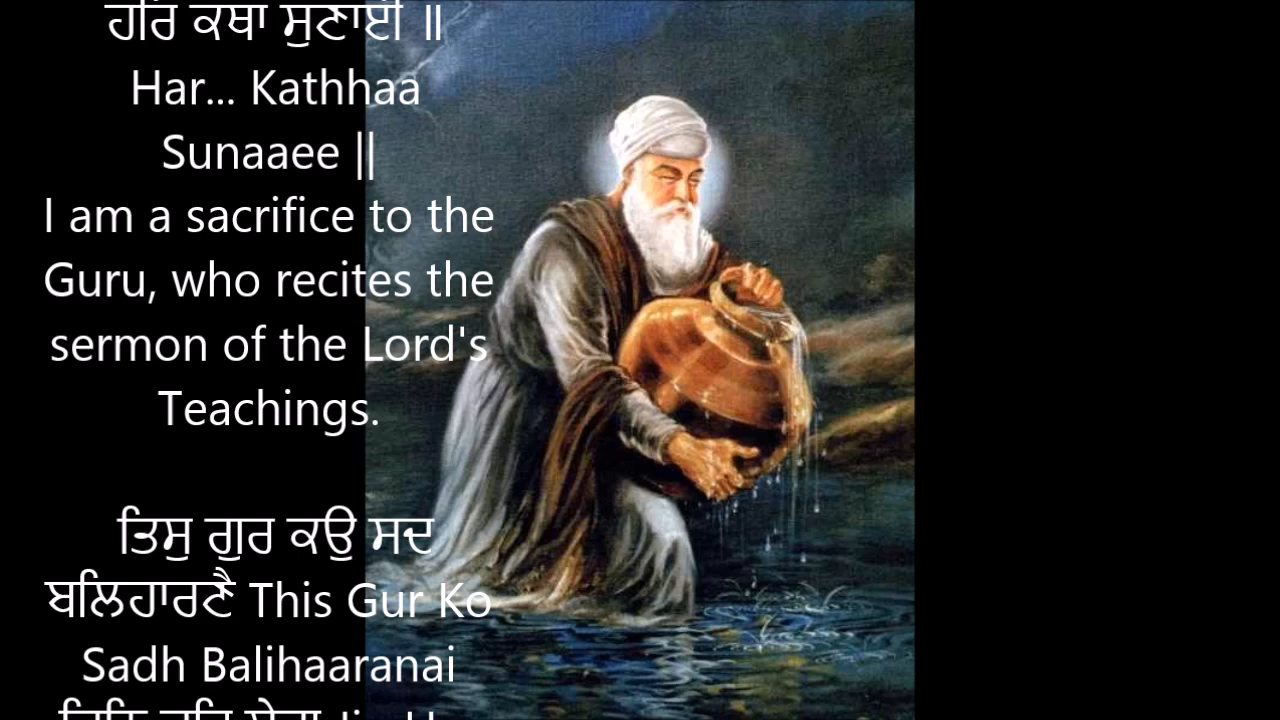 ਹਰਿ ਕਥਾ ਸੁਣਾਈ ॥
Har... Kathhaa
Sunaaee ||
I am a sacrifice to the
Guru, who recites the
sermon of the Lord's
Teachings.
ਤਿਸੁ ਗੁਰ ਕਉ ਸਦ
ਬਲਿਹਾਰਣੈ This Gur Ko
Sadh Balihaaranai